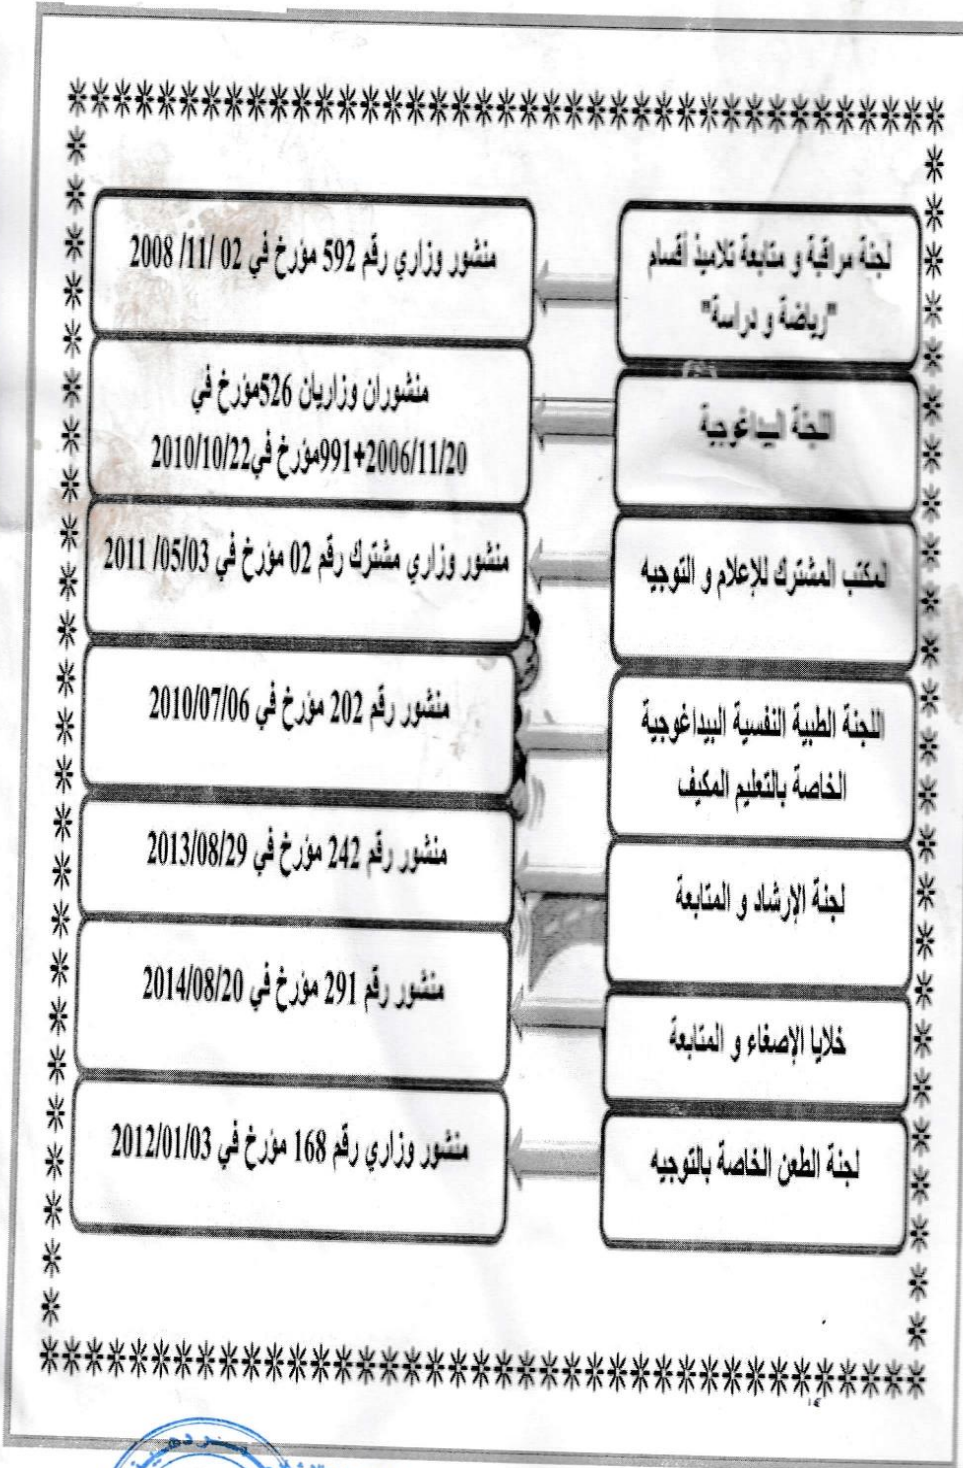 لجنة مراقبة و متابعة تلاميذ أقسام
"رياضة و دراسة"
منشور وزاري رقم 592 مؤرخ في 02 /11/ 2008
اللجنة البيداغوجية
منشوران وزاريان 526مؤرخ في
2006/11/20+991مؤرخ في2010/10/22
المكتب المشترك للإعلام و التوجيه
منشور وزاري مشترك رقم 02 مؤرخ في 05/03/ 2011
اللجنة الطبية النفسية البيداغوجية
الخاصة بالتعليم المكيف
منشور رقم 202 مؤرخ في 2010/07/06
لجنة الإرشاد و المتابعة
منشور رقم 242 مؤرخ في 2013/08/29
خلايا الإصغاء و المتابعة
منشور رقم 291 مؤرخ في 2014/08/20
لجنة الطعن الخاصة بالتوجيه
منشور وزاري رقم 168 مؤرخ في 2012/01/03
١٤